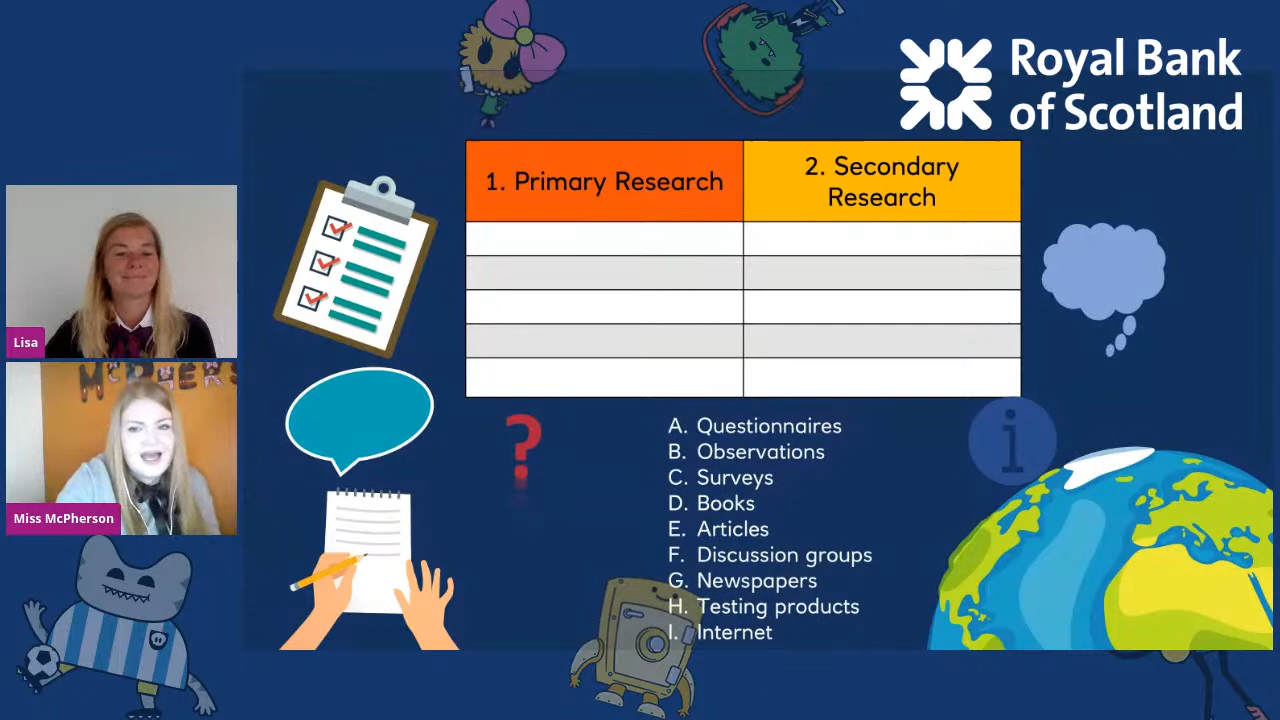 Royal Bank
of Scotland
1. Primary Research
2. Secondary
Research
Lisa
McPHERS
Miss McPherson
A. Questionnaires
B. Observations
C. Surveys
D. Books
E. Articles
F. Discussion groups
G. Newspapers
H. Testing products
I. Internet
?
i